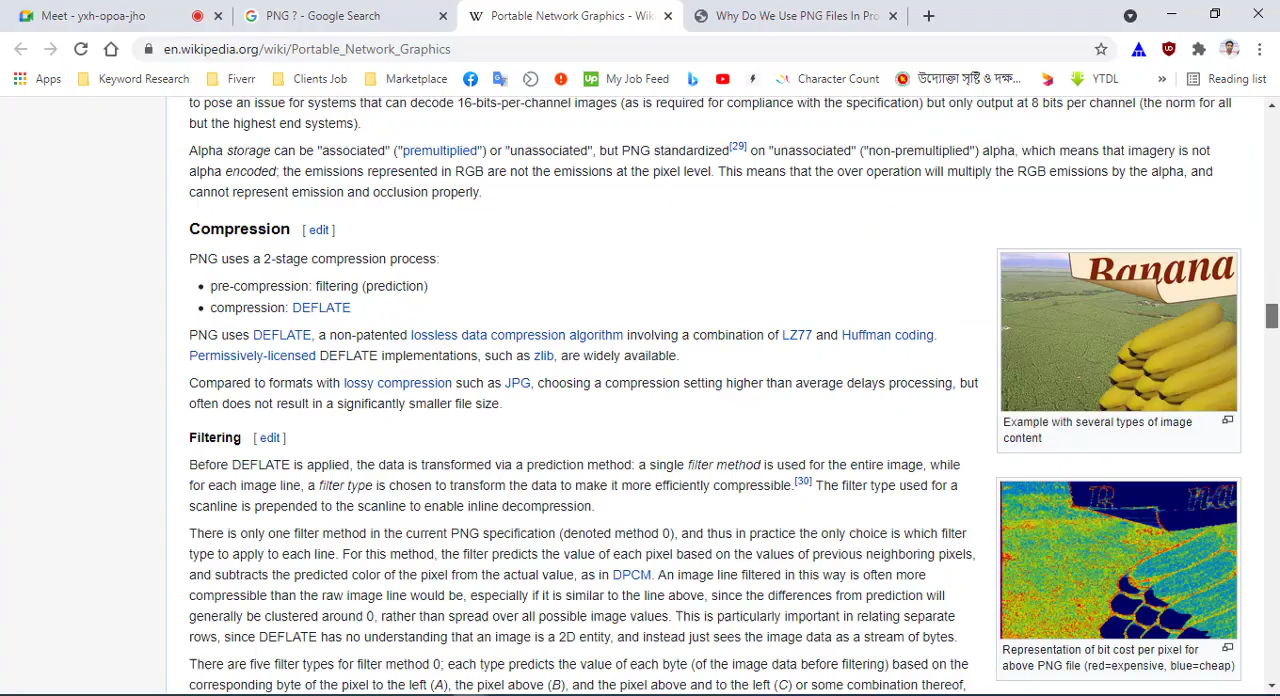 Meet - yxh-opoa-jho
PNG ? - Google Search
Portable Network Graphics - Wiki
Why Do We Use PNG Files In Pro
en.wikipedia.org/wiki/Portable_Network_Graphics
Apps Keyword Research Fiverr Clients Job Marketplace Up My Job Feed Character Count উদ্যোক্তা সৃষ্টি ও দক্ষ... YTDL » Reading list
to pose an issue for systems that can decode 16-bits-per-channel images (as is required for compliance with the specification) but only output at 8 bits per channel (the norm for all
but the highest end systems).
Alpha storage can be "associated" ("premultiplied") or "unassociated", but PNG standardized[29] on "unassociated" ("non-premultiplied") alpha, which means that imagery is not
alpha encoded; the emissions represented in RGB are not the emissions at the pixel level. This means that the over operation will multiply the RGB emissions by the alpha, and
cannot represent emission and occlusion properly.
Compression [ edit ]
PNG uses a 2-stage compression process:
• pre-compression: filtering (prediction)
• compression: DEFLATE
PNG uses DEFLATE, a non-patented lossless data compression algorithm involving a combination of LZ77 and Huffman coding.
Permissively-licensed DEFLATE implementations, such as zlib, are widely available.
Compared to formats with lossy compression such as JPG, choosing a compression setting higher than average delays processing, but
often does not result in a significantly smaller file size.
Filtering [ edit ]
Before DEFLATE is applied, the data is transformed via a prediction method: a single filter method is used for the entire image, while
for each image line, a filter type is chosen to transform the data to make it more efficiently compressible.[30] The filter type used for a
scanline is prepended to the scanline to enable inline decompression.
There is only one filter method in the current PNG specification (denoted method 0), and thus in practice the only choice is which filter
type to apply to each line. For this method, the filter predicts the value of each pixel based on the values of previous neighboring pixels,
and subtracts the predicted color of the pixel from the actual value, as in DPCM. An image line filtered in this way is often more
compressible than the raw image line would be, especially if it is similar to the line above, since the differences from prediction will
generally be clustered around 0, rather than spread over all possible image values. This is particularly important in relating separate
rows, since DEFLATE has no understanding that an image is a 2D entity, and instead just sees the image data as a stream of bytes.
There are five filter types for filter method 0; each type predicts the value of each byte (of the image data before filtering) based on the
corresponding byte of the pixel to the left (A), the pixel above (B), and the pixel above and to the left (C) or some combination thereof,
Banana
Example with several types of image
content
Representation of bit cost per pixel for
above PNG file (red=expensive, blue=cheap)